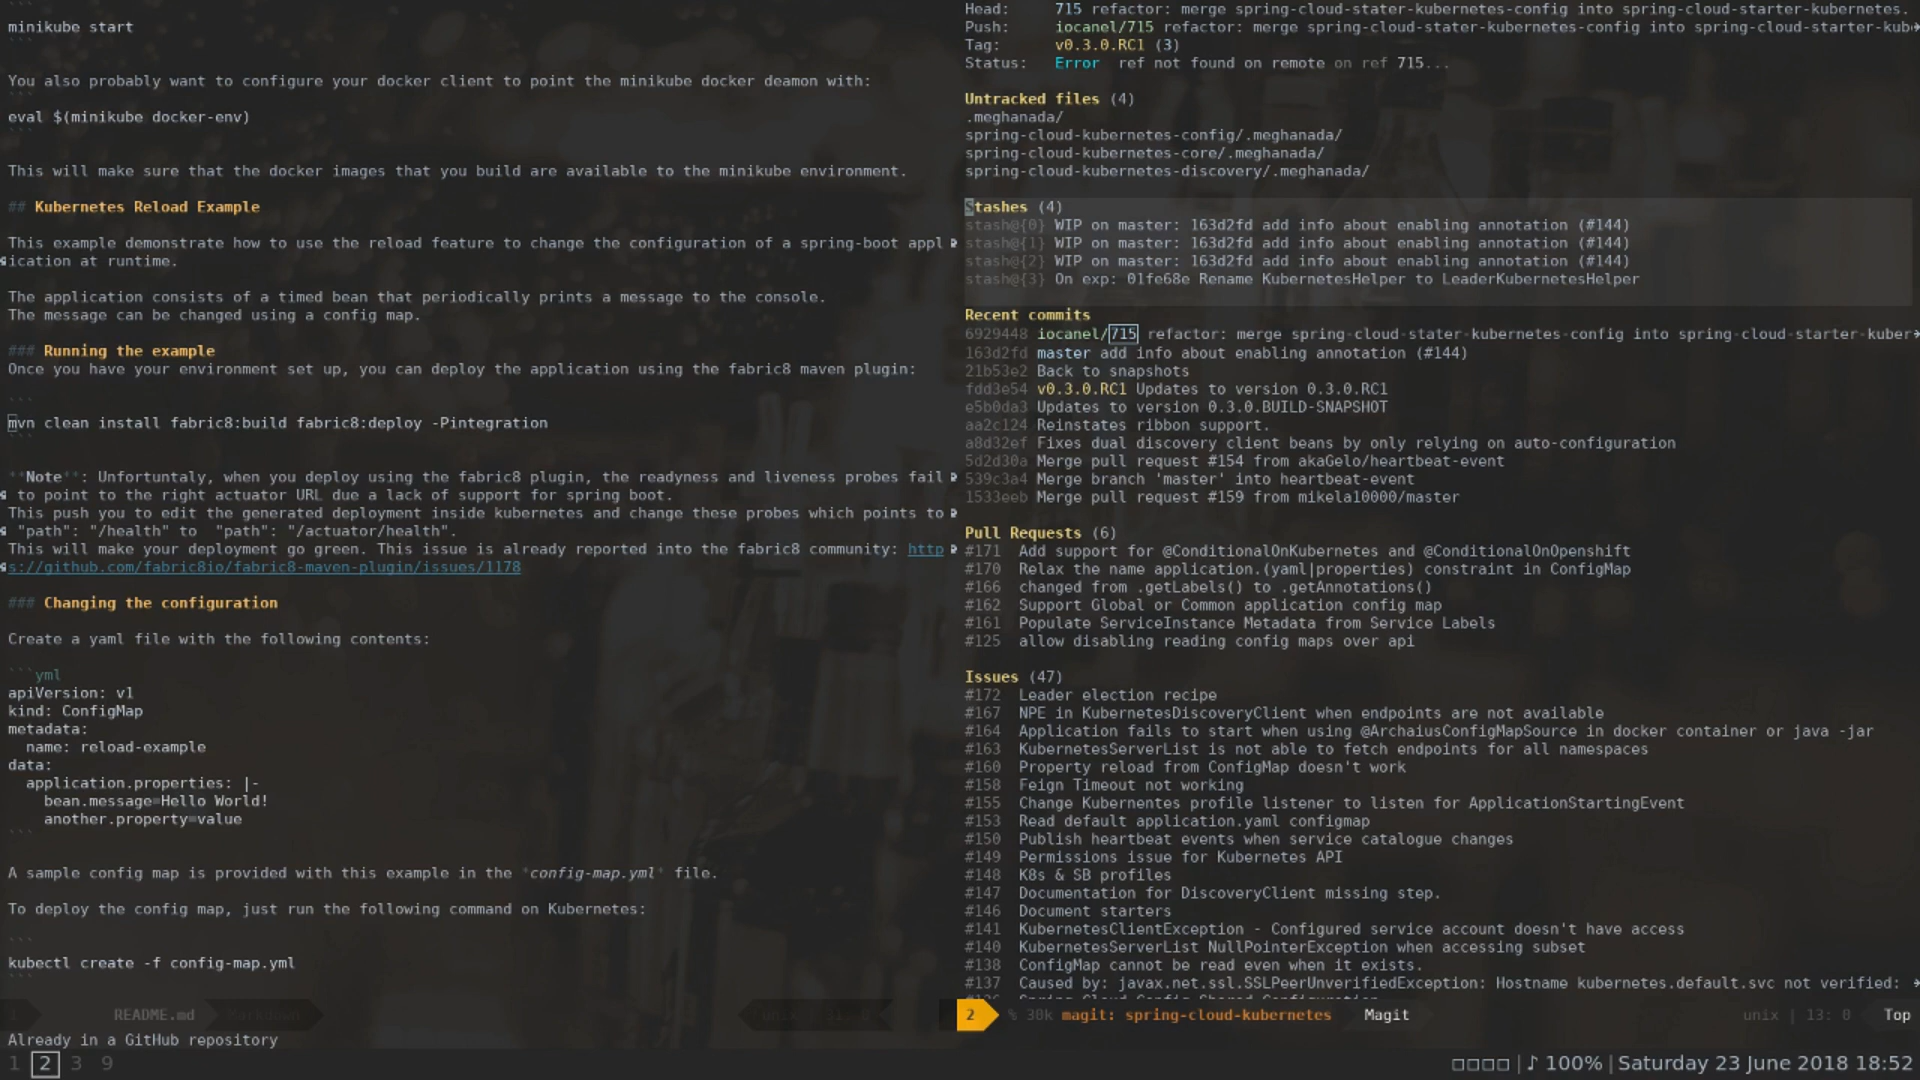 ```
minikube start
```
You also probably want to configure your docker client to point the minikube docker deamon with:
```
eval $(minikube docker-env)
```
This will make sure that the docker images that you build are available to the minikube environment.
## Kubernetes Reload Example
This example demonstrate how to use the reload feature to change the configuration of a spring-boot appl
ication at runtime.
The application consists of a timed bean that periodically prints a message to the console.
The message can be changed using a config map.
### Running the example
Once you have your environment set up, you can deploy the application using the fabric8 maven plugin:
```
mvn clean install fabric8:build fabric8:deploy -Pintegration
```
**Note**: Unfortuntaly, when you deploy using the fabric8 plugin, the readyness and liveness probes fail
to point to the right actuator URL due a lack of support for spring boot.
This push you to edit the generated deployment inside kubernetes and change these probes which points to
"path": "/health" to  "path": "/actuator/health".
This will make your deployment go green. This issue is already reported into the fabric8 community: http
s://github.com/fabric8io/fabric8-maven-plugin/issues/1178
### Changing the configuration
Create a yaml file with the following contents:
```yml
apiVersion: v1
kind: ConfigMap
metadata:
  name: reload-example
data:
  application.properties: |-
    bean.message=Hello World!
    another.property=value
```
A sample config map is provided with this example in the `config-map.yml` file.
To deploy the config map, just run the following command on Kubernetes:
```
kubectl create -f config-map.yml
```
README.md Markdown
Already in a GitHub repository
Head: 715 refactor: merge spring-cloud-stater-kubernetes-config into spring-cloud-starter-kubernetes.
Push: iocanel/715 refactor: merge spring-cloud-stater-kubernetes-config into spring-cloud-starter-kub
Tag: v0.3.0.RC1 (3)
Status: Error ref not found on remote on ref 715...
Untracked files (4)
.meghanada/
spring-cloud-kubernetes-config/.meghanada/
spring-cloud-kubernetes-core/.meghanada/
spring-cloud-kubernetes-discovery/.meghanada/
Stashes (4)
stash@{0} WIP on master: 163d2fd add info about enabling annotation (#144)
stash@{1} WIP on master: 163d2fd add info about enabling annotation (#144)
stash@{2} WIP on master: 163d2fd add info about enabling annotation (#144)
stash@{3} On exp: 01fe68e Rename KubernetesHelper to LeaderKubernetesHelper
Recent commits
6929448 iocanel/715 refactor: merge spring-cloud-stater-kubernetes-config into spring-cloud-starter-kuber
163d2fd master add info about enabling annotation (#144)
21b53e2 Back to snapshots
fdd3e54 v0.3.0.RC1 Updates to version 0.3.0.RC1
e5b0da3 Updates to version 0.3.0.BUILD-SNAPSHOT
aa2c124 Reinstates ribbon support.
a8d32ef Fixes dual discovery client beans by only relying on auto-configuration
5d2d30a Merge pull request #154 from akaGelo/heartbeat-event
539c3a4 Merge branch 'master' into heartbeat-event
1533eeb Merge pull request #159 from mikela10000/master
Pull Requests (6)
#171 Add support for @ConditionalOnKubernetes and @ConditionalOnOpenshift
#170 Relax the name application.(yaml|properties) constraint in ConfigMap
#166 changed from .getLabels() to .getAnnotations()
#162 Support Global or Common application config map
#161 Populate ServiceInstance Metadata from Service Labels
#125 allow disabling reading config maps over api
Issues (47)
#172 Leader election recipe
#167 NPE in KubernetesDiscoveryClient when endpoints are not available
#164 Application fails to start when using @ArchaiusConfigMapSource in docker container or java -jar
#163 KubernetesServerList is not able to fetch endpoints for all namespaces
#160 Property reload from ConfigMap doesn't work
#158 Feign Timeout not working
#155 Change Kubernentes profile listener to listen for ApplicationStartingEvent
#153 Read default application.yaml configmap
#150 Publish heartbeat events when service catalogue changes
#149 Permissions issue for Kubernetes API
#148 K8s & SB profiles
#147 Documentation for DiscoveryClient missing step.
#146 Document starters
#141 KubernetesClientException - Configured service account doesn't have access
#140 KubernetesServerList NullPointerException when accessing subset
#138 ConfigMap cannot be read even when it exists.
#137 Caused by: javax.net.ssl.SSLPeerUnverifiedException: Hostname kubernetes.default.svc not verified:
2 % 30k magit: spring-cloud-kubernetes Magit unix | 13: 0 Top
1 2 3 9
♪ 100% | Saturday 23 June 2018 18:52